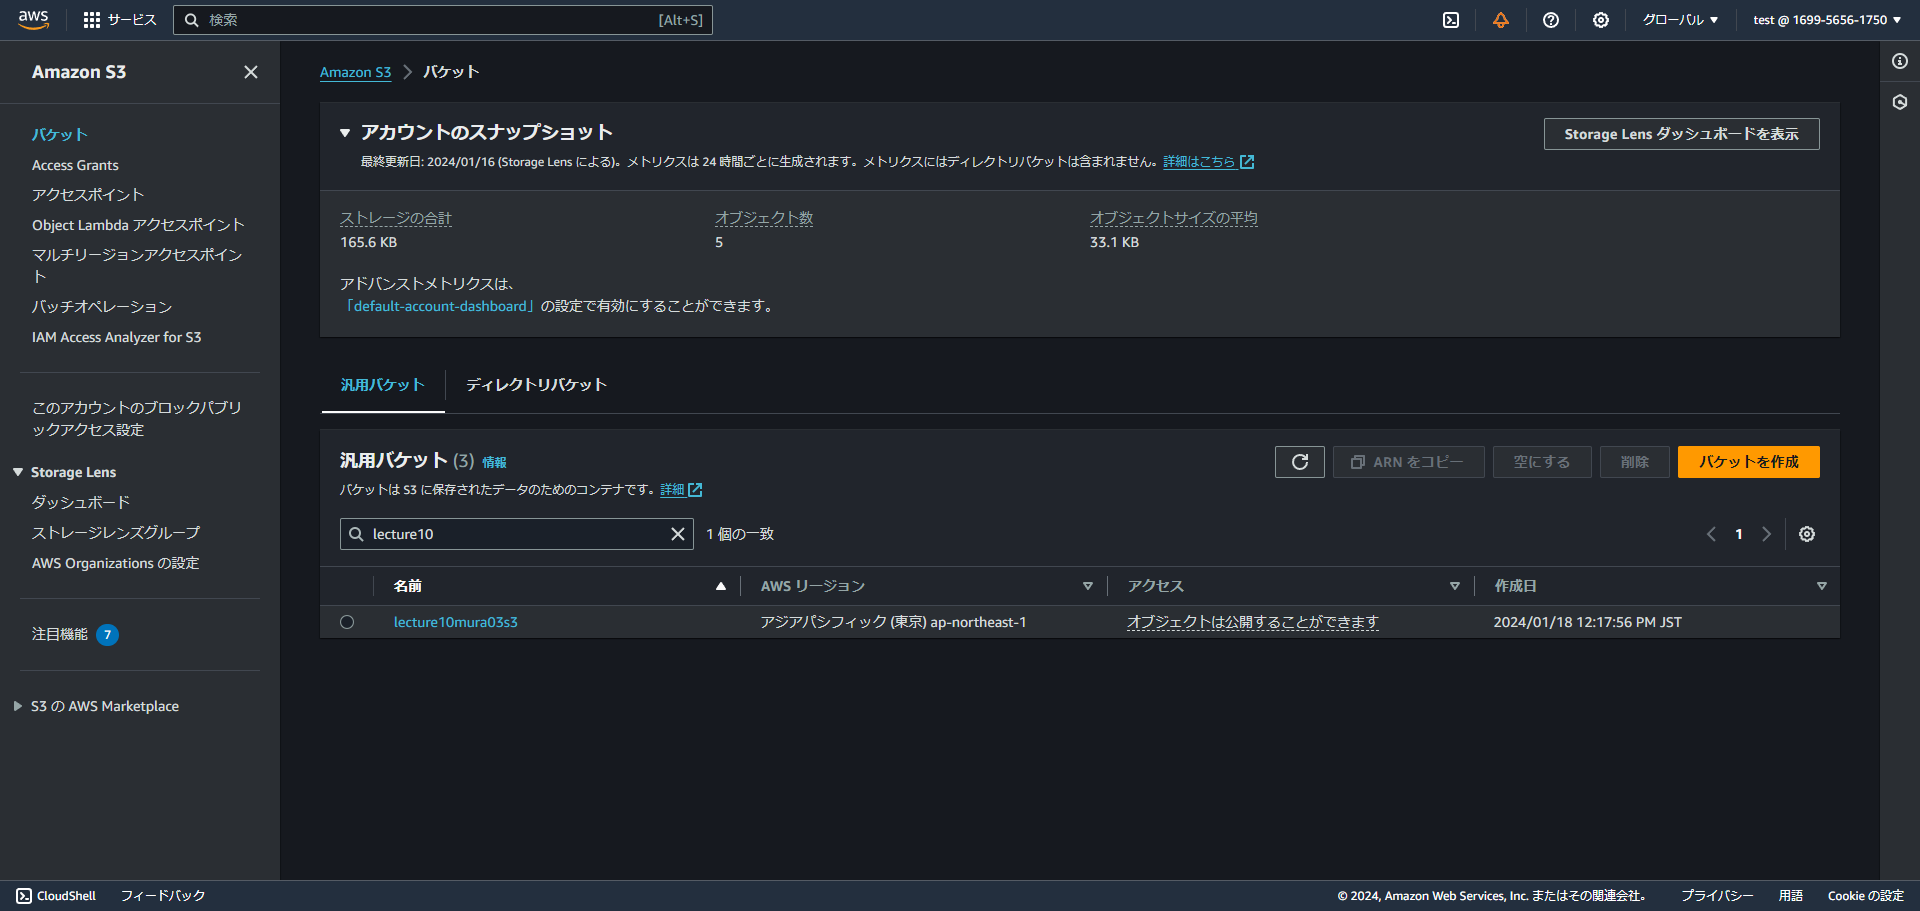 aws
サービス
検索
[Alt+S]
グローバル
test @ 1699-5656-1750
Amazon S3
バケット
Access Grants
アクセスポイント
Object Lambda アクセスポイント
マルチリージョンアクセスポイン
ト
バッチオペレーション
IAM Access Analyzer for S3
このアカウントのブロックパブリ
ックアクセス設定
Storage Lens
ダッシュボード
ストレージレンズグループ
AWS Organizations の設定
注目機能 7
S3 の AWS Marketplace
Amazon S3 バケット
アカウントのスナップショット
Storage Lens ダッシュボードを表示
最終更新日: 2024/01/16 (Storage Lens による)。メトリクスは 24 時間ごとに生成されます。メトリクスにはディレクトリバケットは含まれません。詳細はこちら
ストレージの合計
165.6 KB
オブジェクト数
5
オブジェクトサイズの平均
33.1 KB
アドバンストメトリクスは、
「default-account-dashboard」の設定で有効にすることができます。
汎用バケット
ディレクトリバケット
汎用バケット (3) 情報
ARN をコピー
空にする
削除
バケットを作成
バケットは S3 に保存されたデータのためのコンテナです。詳細
lecture10
1 個の一致
1
名前
AWS リージョン
アクセス
作成日
lecture10mura03s3
アジアパシフィック (東京) ap-northeast-1
オブジェクトは公開することができます
2024/01/18 12:17:56 PM JST
CloudShell
フィードバック
© 2024, Amazon Web Services, Inc. またはその関連会社。
プライバシー
用語
Cookie の設定